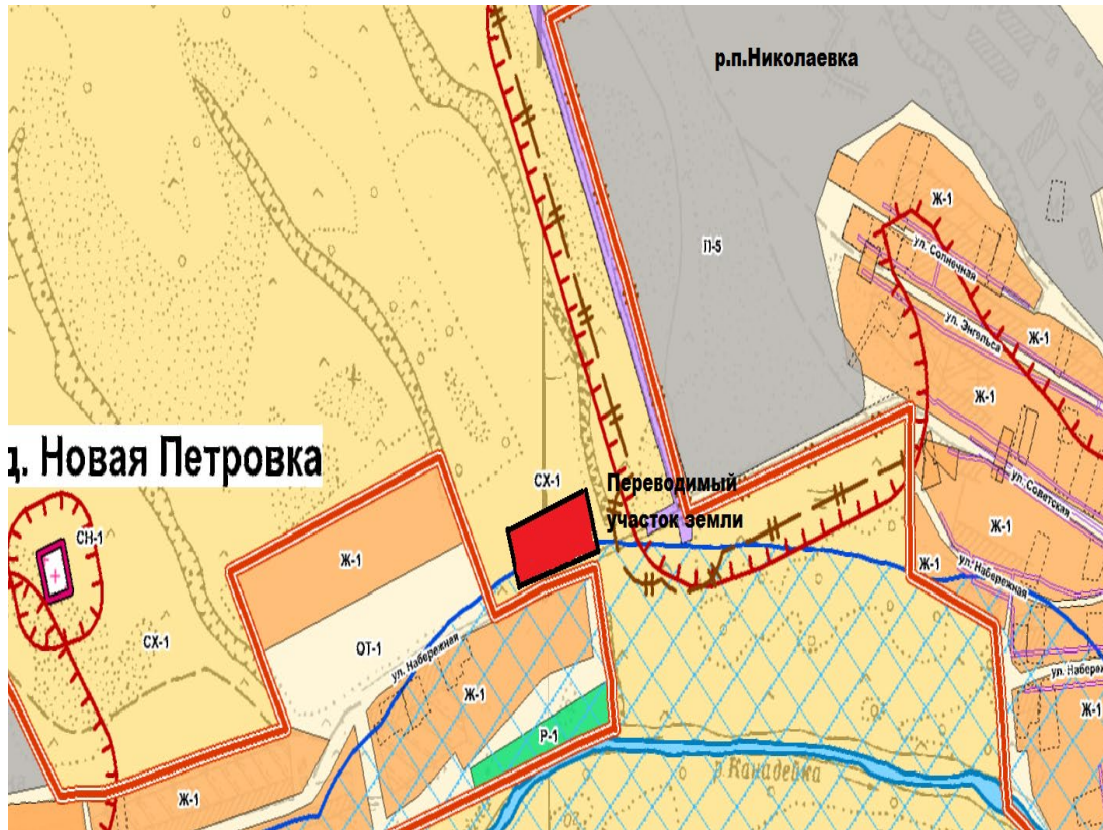 р.п.Николаевка
Ж-1
ул. Солнечная
П-5
ул. Энгельса
Ж-1
Ж-1
д. Новая Петровка
СХ-1
Переводимый
участок земли
ул. Советская
СН-1
Ж-1
Ж-1
Ж-1
ул. Набережная
СХ-1
ОТ-1
ул. Набережная
Ж-1
ул. Набереж
Ж-1
Р-1
р.Канадейка
Ж-1